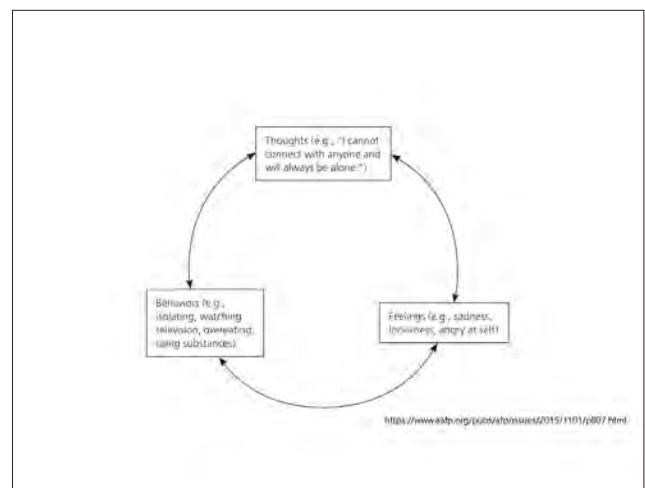 Thoughts (e.g., "I cannot
connect with anyone and
will always be alone.")
Behaviors (e.g.,
isolating, watching
television, overeating,
using substances)
Feelings (e.g., sadness,
loneliness, angry at self)
https://www.aafp.org/pubs/afp/issues/2015/1101/p807.html